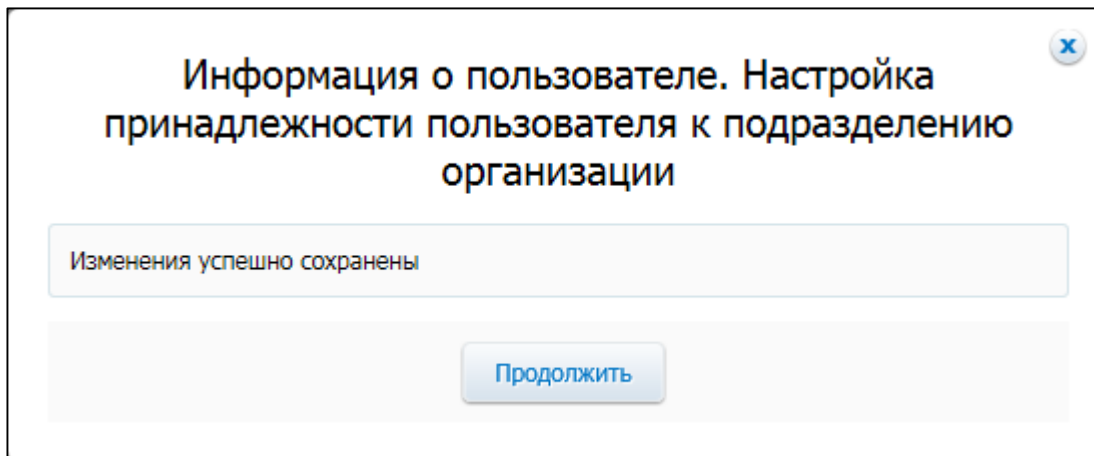 Информация о пользователе. Настройка
принадлежности пользователя к подразделению
организации
Изменения успешно сохранены
Продолжить